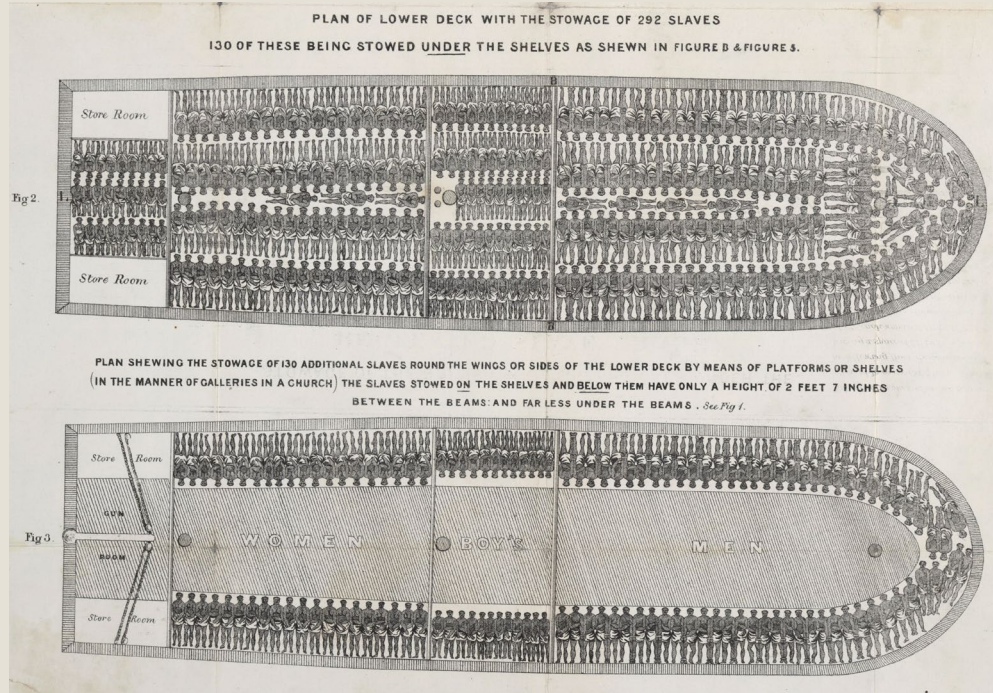 PLAN OF LOWER DECK WITH THE STOWAGE OF 292 SLAVES
130 OF THESE BEING STOWED UNDER THE SHELVES AS SHEWN IN FIGURE B & FIGURE 5.
B
Store Room
Fig 2.
Store Room
B
PLAN SHEWING THE STOWAGE OF 130 ADDITIONAL SLAVES ROUND THE WINGS OR SIDES OF THE LOWER DECK BY MEANS OF PLATFORMS OR SHELVES
(IN THE MANNER OF GALLERIES IN A CHURCH) THE SLAVES STOWED ON THE SHELVES AND BELOW THEM HAVE ONLY A HEIGHT OF 2 FEET 7 INCHES
BETWEEN THE BEAMS: AND FAR LESS UNDER THE BEAMS. See Fig 1.
Store Room
GUN
Fig 3.
WOMEN
BOY'S
MEN
ROOM
Store Room